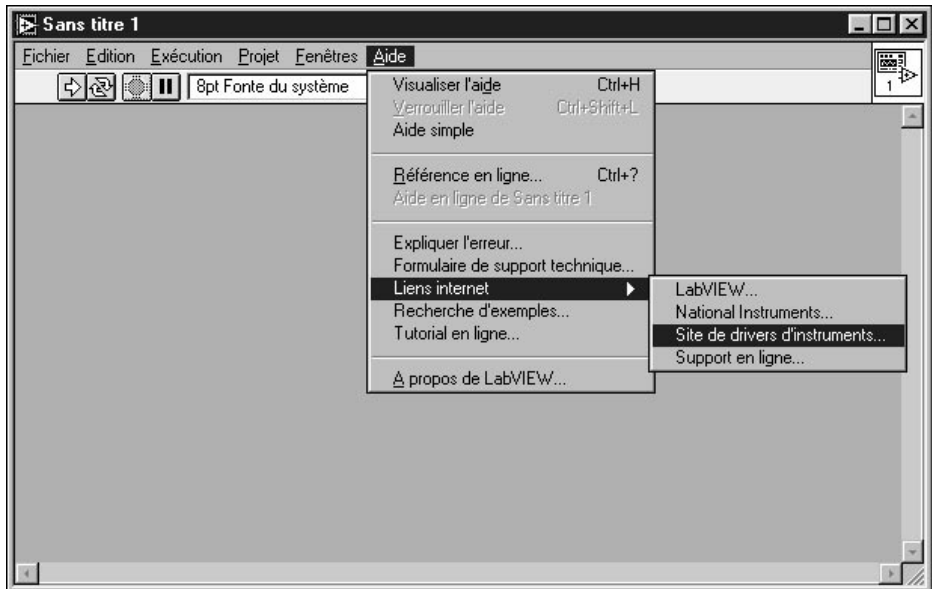 Sans titre 1
Fichier Edition Exécution Projet Fenêtres Aide
8pt Fonte du système
1
Visualiser l'aide Ctrl+H
Verrouiller l'aide Ctrl+Shift+L
Aide simple
Référence en ligne... Ctrl+?
Aide en ligne de Sans titre 1
Expliquer l'erreur...
Formulaire de support technique...
Liens internet
Recherche d'exemples...
Tutorial en ligne...
A propos de LabVIEW...
LabVIEW...
National Instruments...
Site de drivers d'instruments...
Support en ligne...